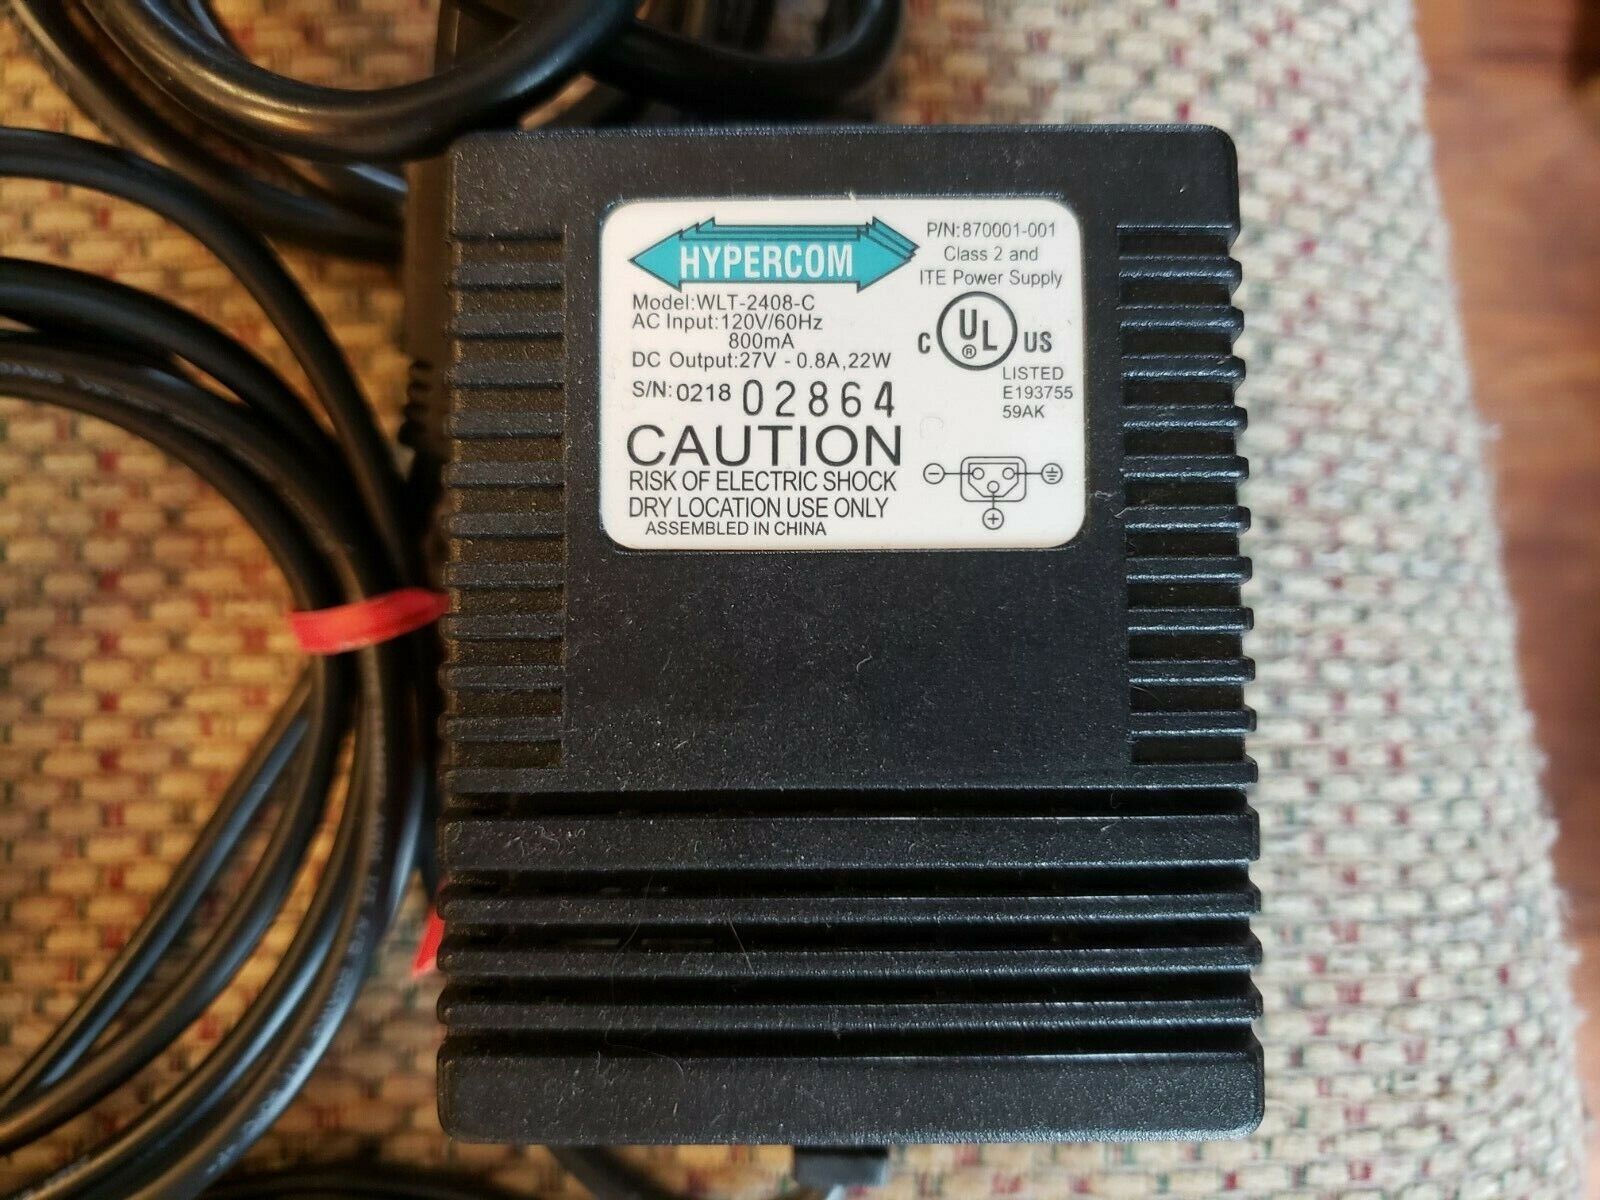 HYPERCOM
P/N:870001-001
Class 2 and
ITE Power Supply
Model:WLT-2408-C
AC Input:120V/60Hz
800mA
DC Output:27V - 0.8A,22W
S/N:0218 02864
C UL US
®
LISTED
E193755
59AK
CAUTION
RISK OF ELECTRIC SHOCK
DRY LOCATION USE ONLY
ASSEMBLED IN CHINA